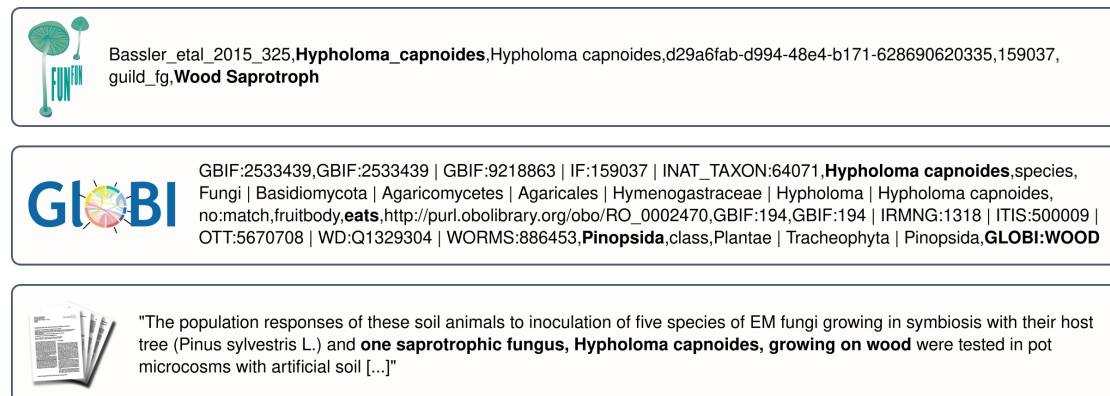 Bassler_etal_2015_325,Hypholoma_capnoides,Hypholoma capnoides,d29a6fab-d994-48e4-b171-628690620335,159037,
guild_fg,Wood Saprotroph
FUN FUN
GBIF:2533439,GBIF:2533439 | GBIF:9218863 | IF:159037 | INAT_TAXON:64071,Hypholoma capnoides,species,
Fungi | Basidiomycota | Agaricomycetes | Agaricales | Hymenogastraceae | Hypholoma | Hypholoma capnoides,
GloBI
no:match,fruitbody,eats,http://purl.obolibrary.org/obo/RO_0002470,GBIF:194,GBIF:194 | IRMNG:1318 | ITIS:500009 |
OTT:5670708 | WD:Q1329304 | WORMS:886453,Pinopsida,class,Plantae | Tracheophyta | Pinopsida,GLOBI:WOOD
"The population responses of these soil animals to inoculation of five species of EM fungi growing in symbiosis with their host
tree (Pinus sylvestris L.) and one saprotrophic fungus, Hypholoma capnoides, growing on wood were tested in pot
microcosms with artificial soil [...]"